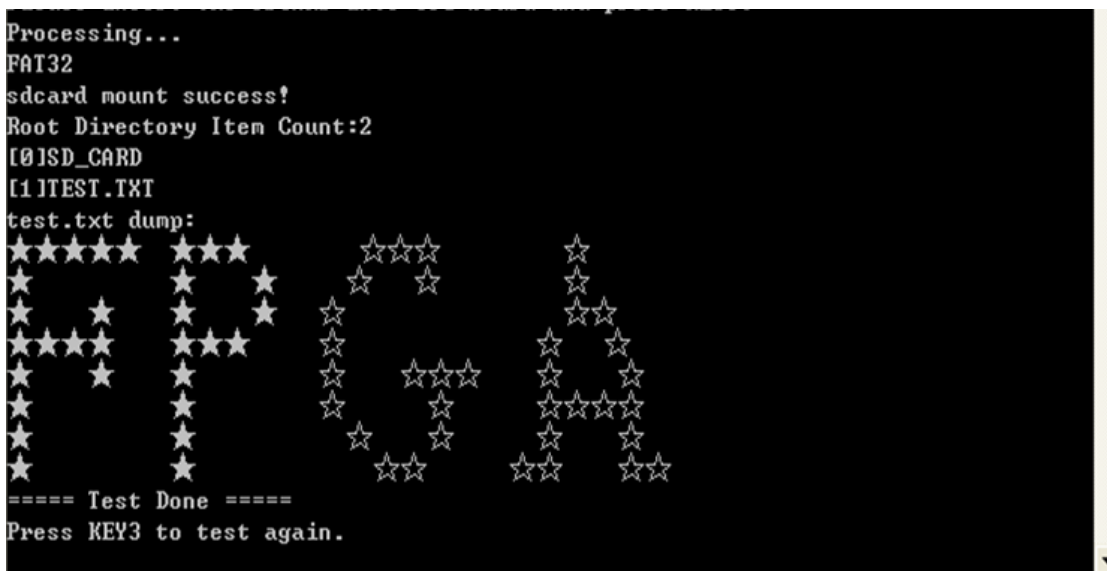 Processing...
FAT32
sdcard mount success!
Root Directory Item Count:2
[0]SD_CARD
[1]TEST.TXT
test.txt dump:
FPGA
===== Test Done =====
Press KEY3 to test again.